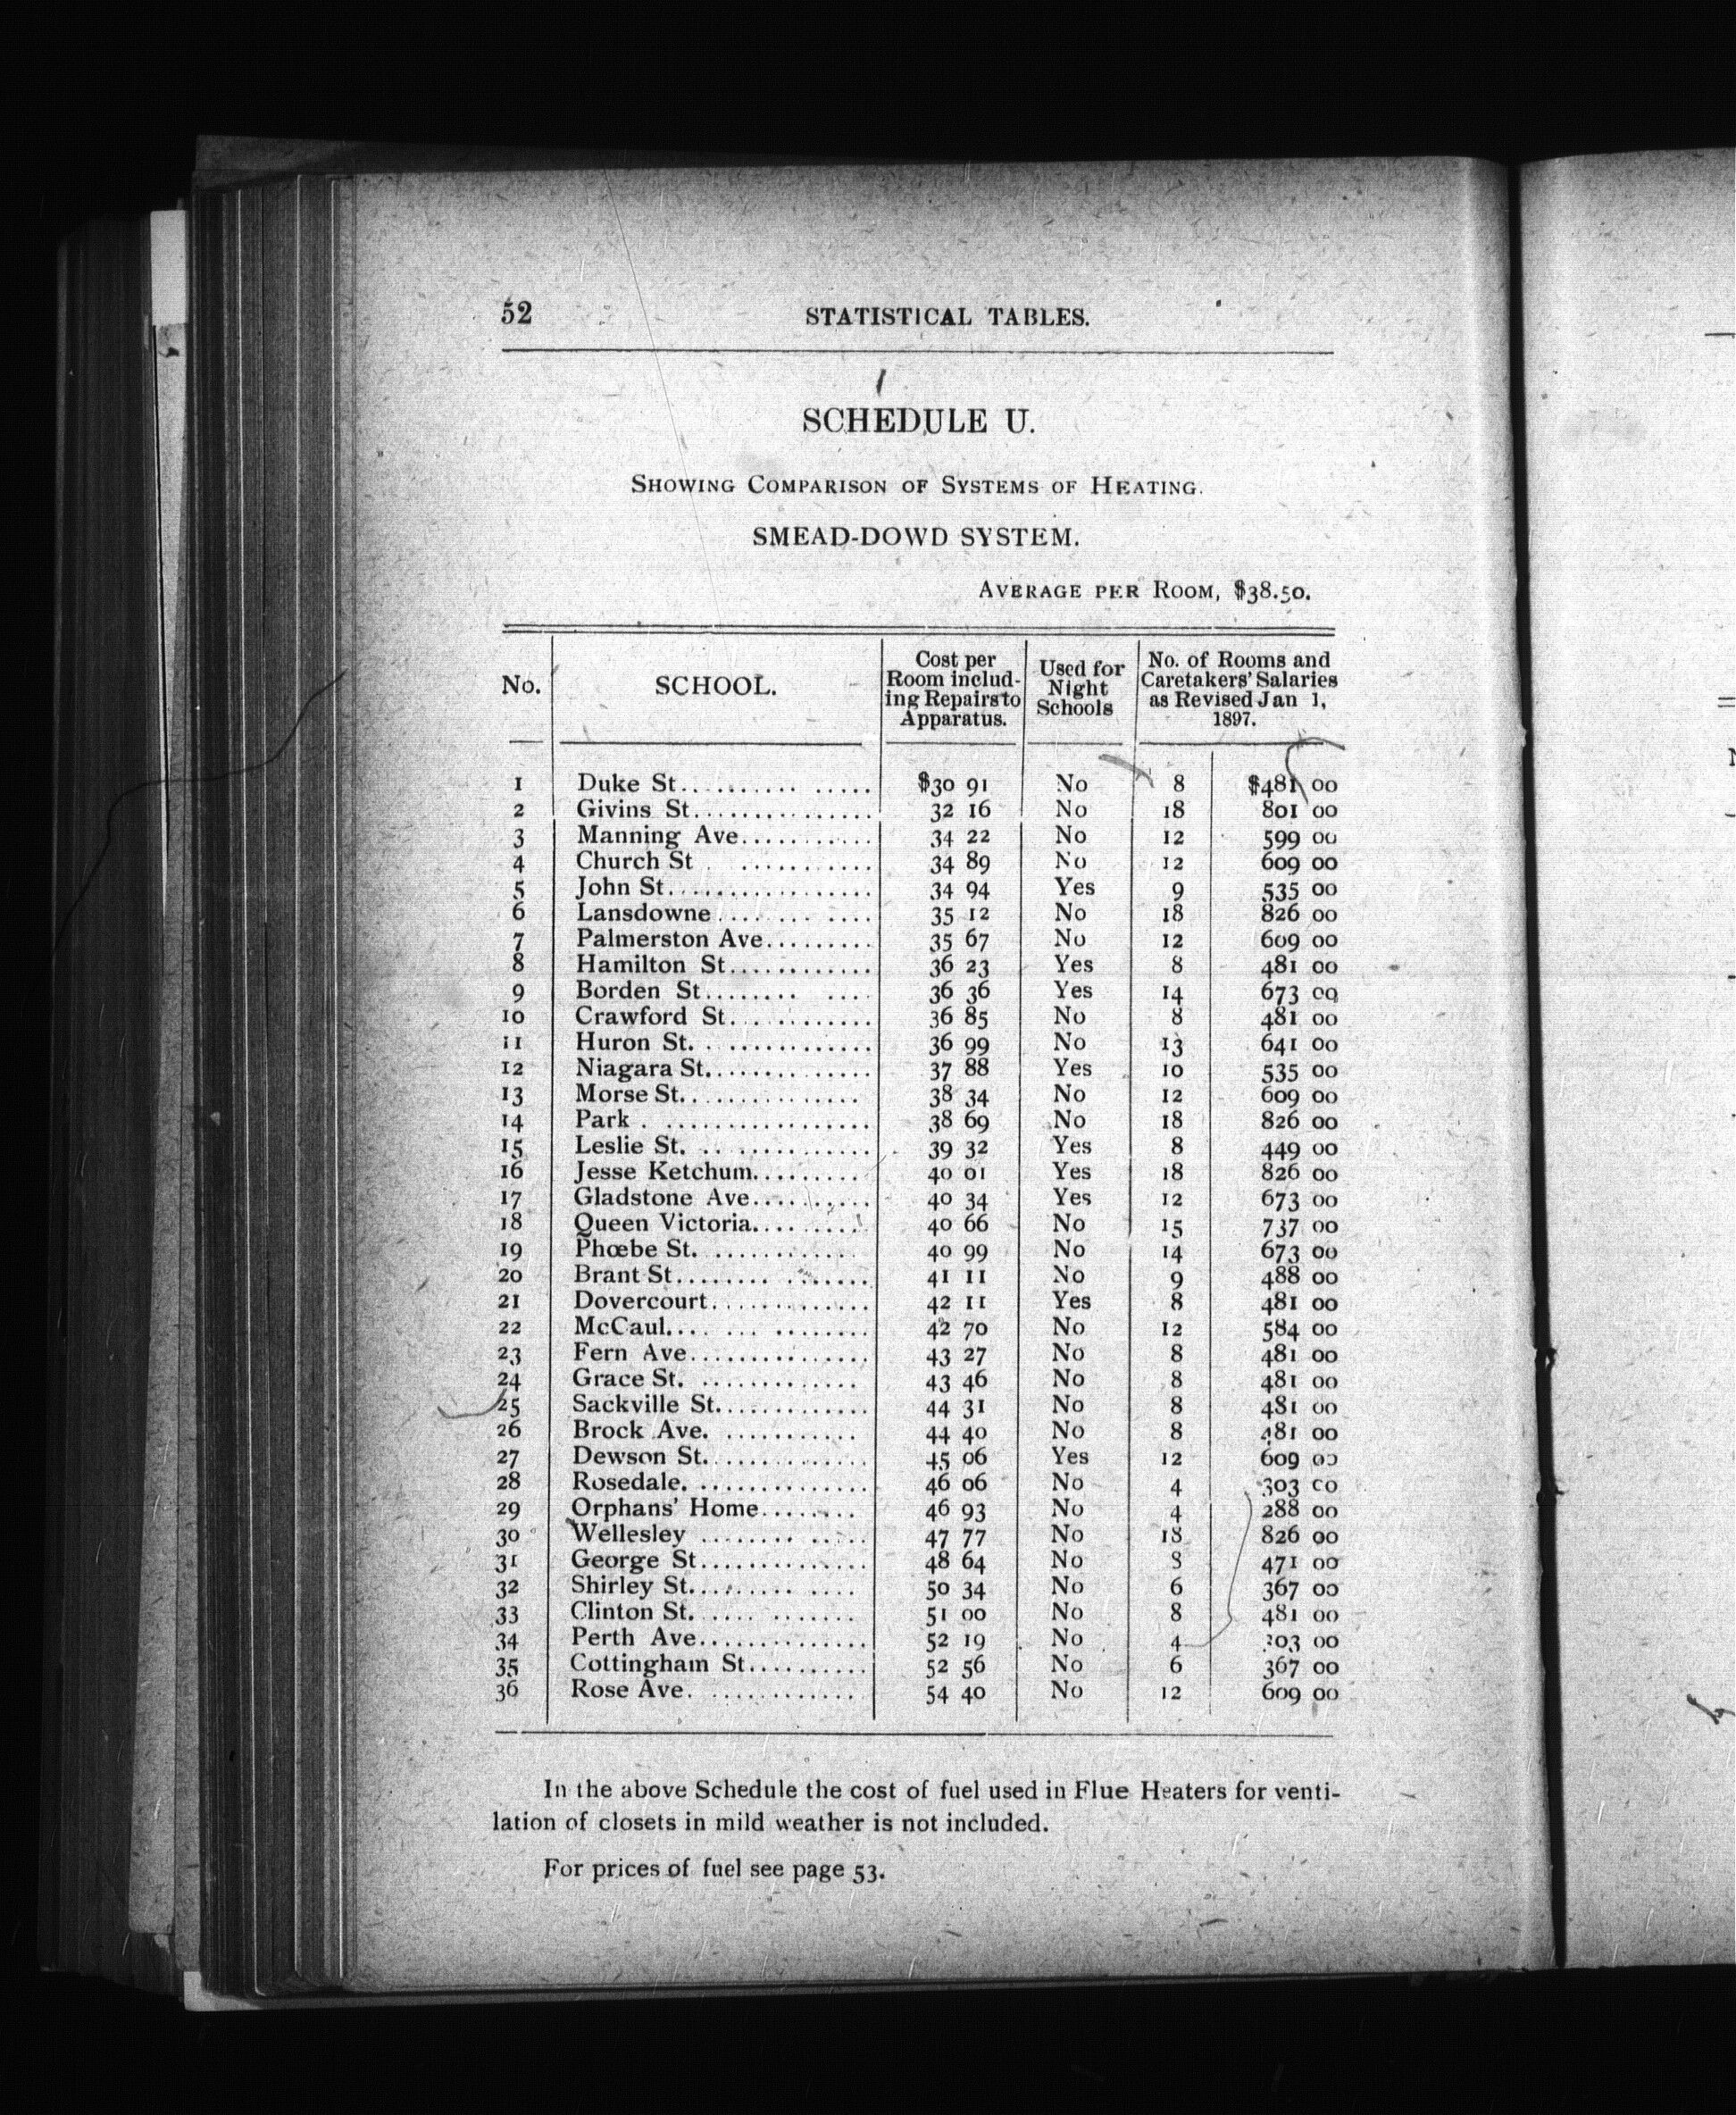 52 STATISTICAL TABLES.
SCHEDULE U.
SHOWING COMPARISON OF SYSTEMS OF HEATING.
SMEAD-DOWD SYSTEM.
AVERAGE PER ROOM, $38.50.
No. SCHOOL. Cost per Room includ-ing Repairs to Apparatus. Used for Night Schools No. of Rooms and Caretakers' Salaries as Revised Jan 1, 1897.
1 Duke St. $30 91 No 8 $481 00
2 Givins St. 32 16 No 18 801 00
3 Manning Ave. 34 22 No 12 599 00
4 Church St 34 89 No 12 609 00
5 John St. 34 94 Yes 9 535 00
6 Lansdowne 35 12 No 18 826 00
7 Palmerston Ave. 35 67 No 12 609 00
8 Hamilton St. 36 23 Yes 8 481 00
9 Borden St. 36 36 Yes 14 673 00
10 Crawford St. 36 85 No 8 481 00
11 Huron St. 36 99 No 13 641 00
12 Niagara St. 37 88 Yes 10 535 00
13 Morse St. 38 34 No 12 609 00
14 Park 38 69 No 18 826 00
15 Leslie St. 39 32 Yes 8 449 00
16 Jesse Ketchum. 40 01 Yes 18 826 00
17 Gladstone Ave. 40 34 Yes 12 673 00
18 Queen Victoria. 40 66 No 15 737 00
19 Phœbe St. 40 99 No 14 673 00
20 Brant St. 41 11 No 9 488 00
21 Dovercourt. 42 11 Yes 8 481 00
22 McCaul. 42 70 No 12 584 00
23 Fern Ave. 43 27 No 8 481 00
24 Grace St. 43 46 No 8 481 00
25 Sackville St. 44 31 No 8 481 00
26 Brock Ave. 44 40 No 8 481 00
27 Dewson St. 45 06 Yes 12 609 00
28 Rosedale. 46 06 No 4 303 00
29 Orphans' Home. 46 93 No 4 288 00
30 Wellesley 47 77 No 18 826 00
31 George St. 48 64 No 8 471 00
32 Shirley St. 50 34 No 6 367 00
33 Clinton St. 51 00 No 8 481 00
34 Perth Ave. 52 19 No 4 303 00
35 Cottingham St. 52 56 No 6 367 00
36 Rose Ave. 54 40 No 12 609 00
In the above Schedule the cost of fuel used in Flue Heaters for venti-
lation of closets in mild weather is not included.
For prices of fuel see page 53.